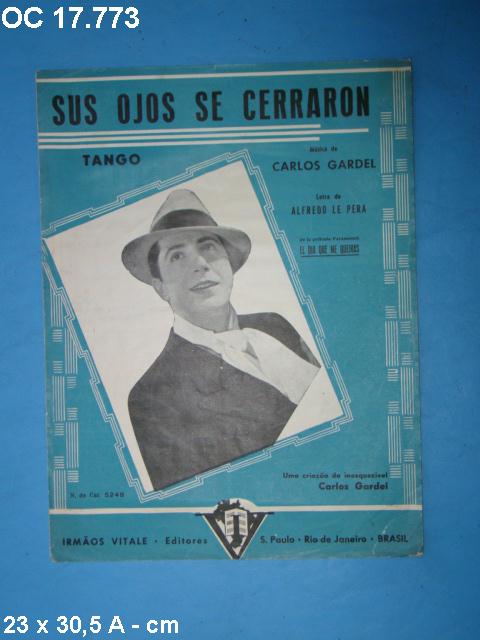 OC 17.773
SUS OJOS SE CERRARON
TANGO
Música de
CARLOS GARDEL
Letra de
ALFREDO LE PERA
de la película Paramount
EL DIA QUE ME QUIERAS
Uma criação do inesquecivel
Carlos Gardel
N. de Cat. 5248
IRMÃOS VITALE · Editores
S. Paulo · Rio de Janeiro · BRASIL
23 x 30,5 A - cm